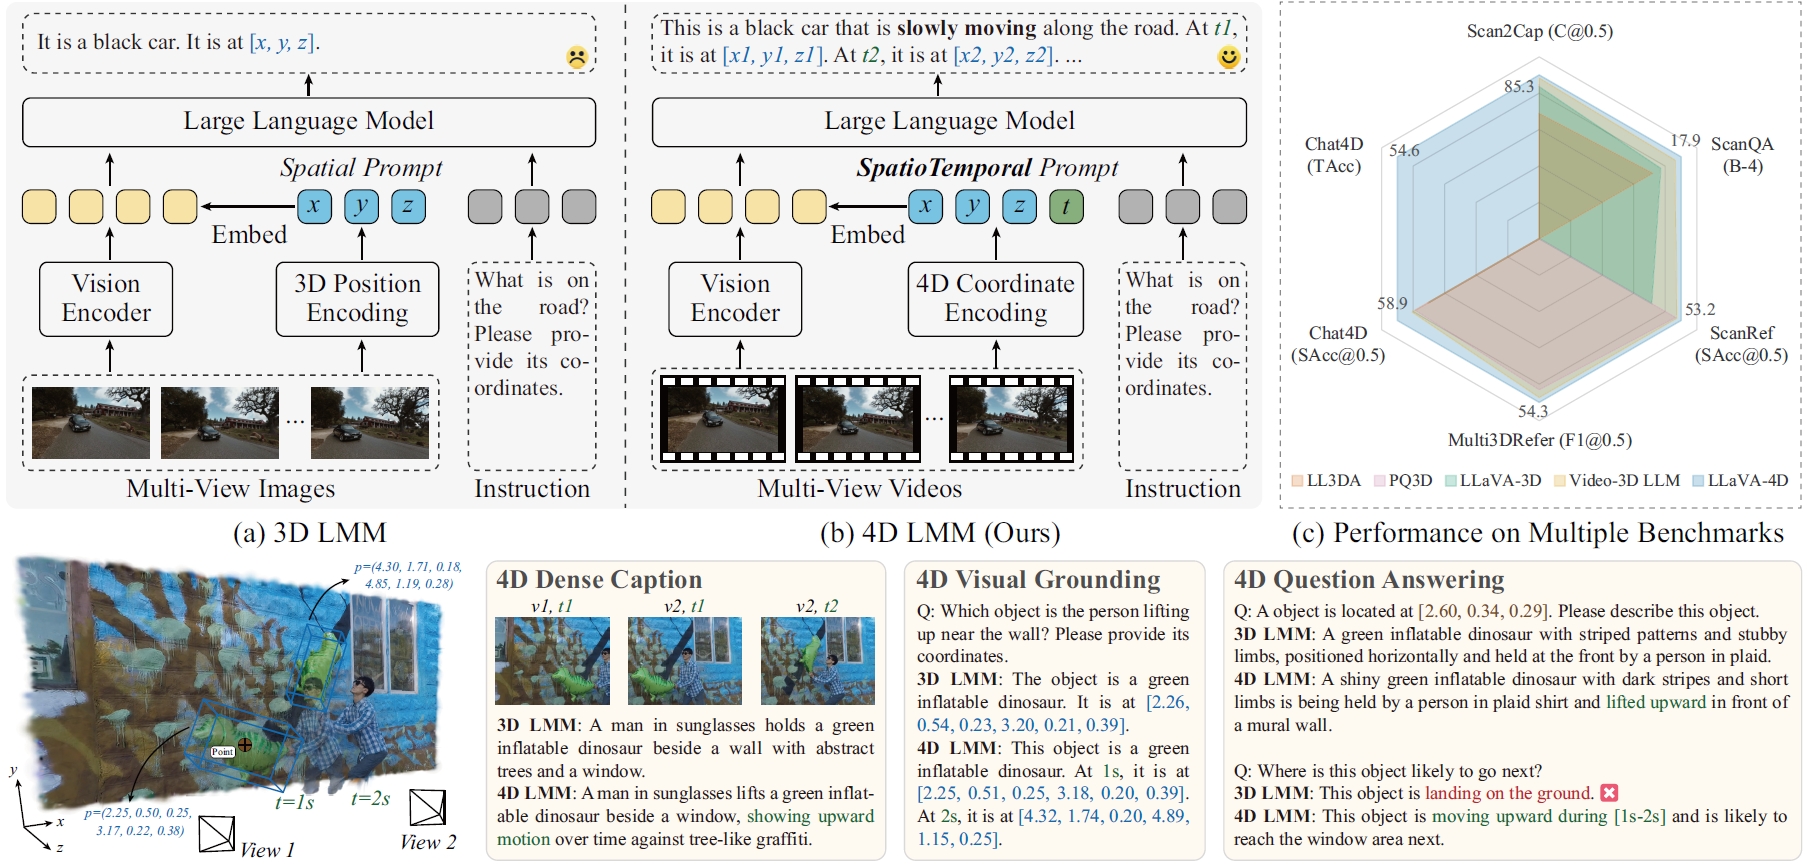 It is a black car. It is at [x, y, z].
Large Language Model
Spatial Prompt
x y z
Embed
Vision
Encoder
3D Position
Encoding
What is on
the road?
Please pro-
vide its co-
ordinates.
...
Multi-View Images
Instruction
(a) 3D LMM
This is a black car that is slowly moving along the road. At t1,
it is at [x1, y1, z1]. At t2, it is at [x2, y2, z2]. ...
Large Language Model
SpatioTemporal Prompt
x y z t
Embed
Vision
Encoder
4D Coordinate
Encoding
What is on
the road?
Please pro-
vide its co-
ordinates.
...
Multi-View Videos
Instruction
(b) 4D LMM (Ours)
Scan2Cap (C@0.5)
85.3
17.9
ScanQA
(B-4)
53.2
ScanRef
(SAcc@0.5)
54.3
Multi3DRefer (F1@0.5)
58.9
Chat4D
(SAcc@0.5)
54.6
Chat4D
(TAcc)
LL3DA PQ3D LLaVA-3D Video-3D LLM LLaVA-4D
(c) Performance on Multiple Benchmarks
p=(4.30, 1.71, 0.18,
4.85, 1.19, 0.28)
Point
t=1s
t=2s
p=(2.25, 0.50, 0.25,
3.17, 0.22, 0.38)
y
x
z
View 1
View 2
4D Dense Caption
v1, t1 v2, t1 v2, t2
3D LMM: A man in sunglasses holds a green
inflatable dinosaur beside a wall with abstract
trees and a window.
4D LMM: A man in sunglasses lifts a green inflat-
able dinosaur beside a window, showing upward
motion over time against tree-like graffiti.
4D Visual Grounding
Q: Which object is the person lifting
up near the wall? Please provide its
coordinates.
3D LMM: The object is a green
inflatable dinosaur. It is at [2.26,
0.54, 0.23, 3.20, 0.21, 0.39].
4D LMM: This object is a green
inflatable dinosaur. At 1s, it is at
[2.25, 0.51, 0.25, 3.18, 0.20, 0.39].
At 2s, it is at [4.32, 1.74, 0.20, 4.89,
1.15, 0.25].
4D Question Answering
Q: A object is located at [2.60, 0.34, 0.29]. Please describe this object.
3D LMM: A green inflatable dinosaur with striped patterns and stubby
limbs, positioned horizontally and held at the front by a person in plaid.
4D LMM: A shiny green inflatable dinosaur with dark stripes and short
limbs is being held by a person in plaid shirt and lifted upward in front of
a mural wall.
Q: Where is this object likely to go next?
3D LMM: This object is landing on the ground.
4D LMM: This object is moving upward during [1s-2s] and is likely to
reach the window area next.